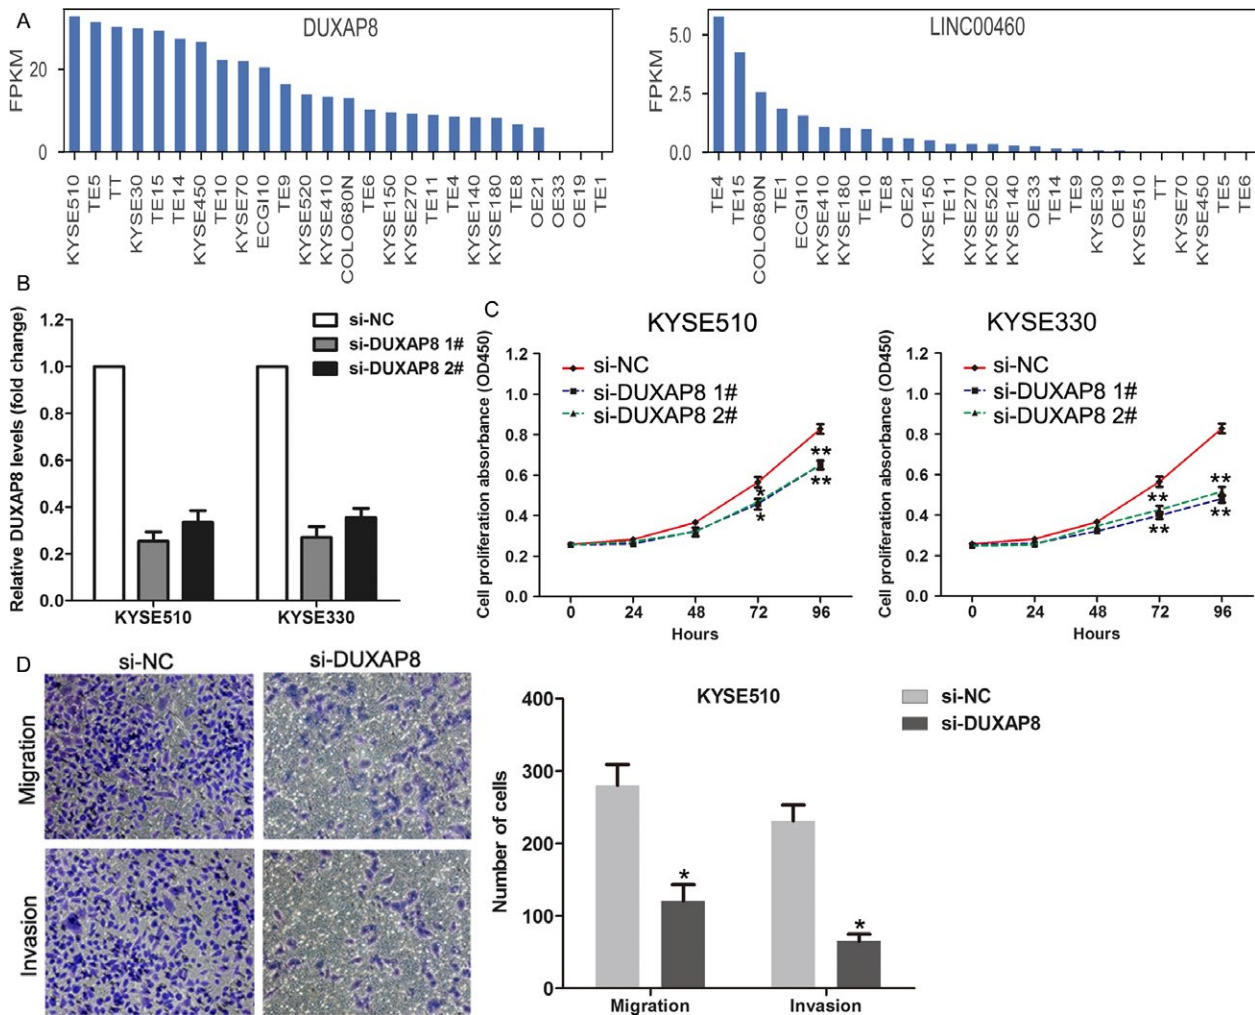 A
DUXAP8
FPKM
20
0
KYSE510
TE5
TT
KYSE30
TE15
TE14
KYSE450
TE10
KYSE70
ECGI10
TE9
KYSE520
KYSE410
COLO680N
TE6
KYSE150
KYSE270
TE11
TE4
KYSE140
KYSE180
TE8
OE21
OE33
OE19
TE1
LINC00460
FPKM
5.0
2.5
0.0
TE4
TE15
COLO680N
TE1
ECGI10
KYSE410
KYSE180
TE10
TE8
OE21
KYSE150
TE11
KYSE270
KYSE520
KYSE140
OE33
TE14
TE9
KYSE30
OE19
KYSE510
TT
KYSE70
KYSE450
TE5
TE6
B
Relative DUXAP8 levels (fold change)
1.2
1.0
0.8
0.6
0.4
0.2
0.0
si-NC
si-DUXAP8 1#
si-DUXAP8 2#
KYSE510
KYSE330
C
KYSE510
Cell proliferation absorbance (OD450)
1.2
1.0
0.8
0.6
0.4
0.2
0.0
si-NC
si-DUXAP8 1#
si-DUXAP8 2#
**
**
*
*
0 24 48 72 96
Hours
KYSE330
Cell proliferation absorbance (OD450)
1.2
1.0
0.8
0.6
0.4
0.2
0.0
si-NC
si-DUXAP8 1#
si-DUXAP8 2#
**
**
**
**
0 24 48 72 96
Hours
D
si-NC si-DUXAP8
Migration
Invasion
KYSE510
Number of cells
400
300
200
100
0
si-NC
si-DUXAP8
*
*
Migration Invasion